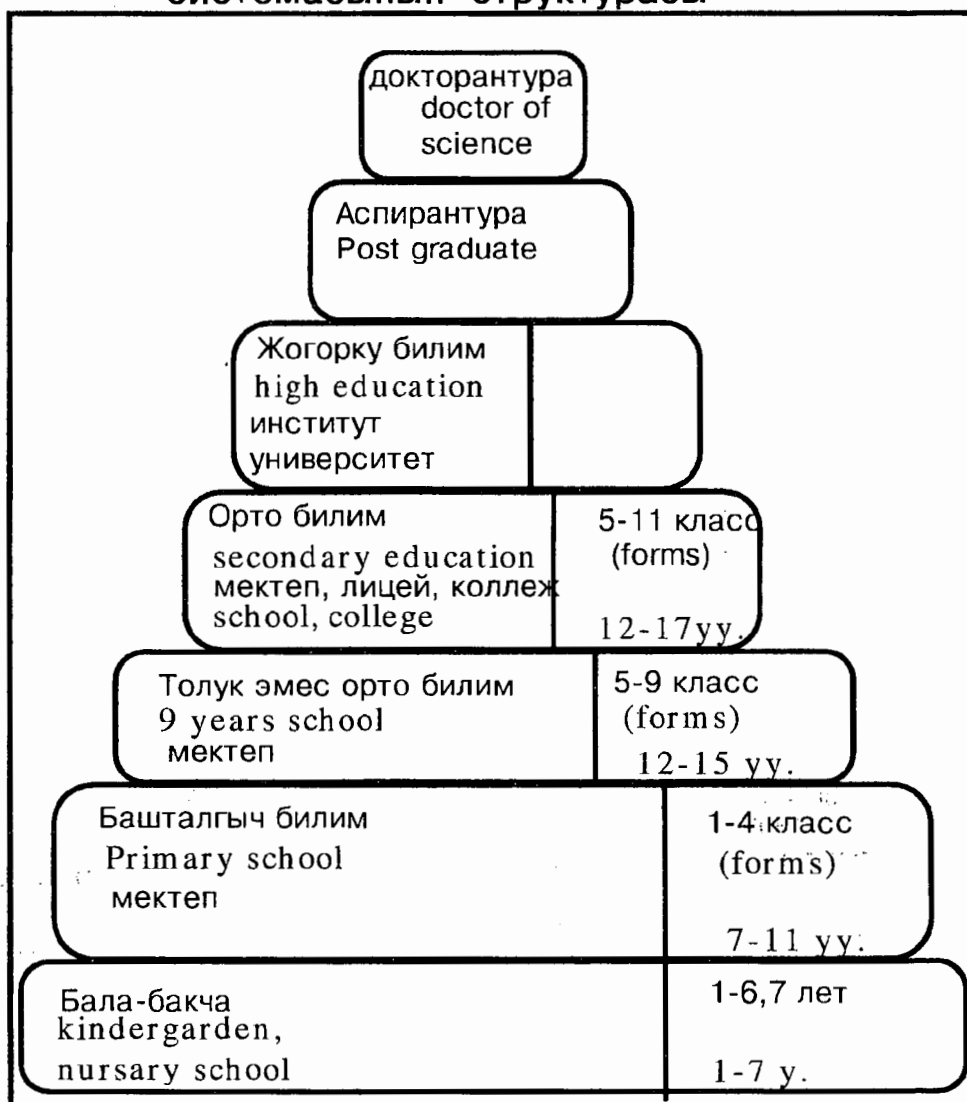 системасынын структурасы
докторантура
doctor of
science
Аспирантура
Post graduate
Жогорку билим
high education
институт
университет
Орто билим
secondary education
мектеп, лицей, коллеж
school, college
5-11 класс
(forms)
12-17yy.
Толук эмес орто билим
9 years school
мектеп
5-9 класс
(forms)
12-15 yy.
Башталгыч билим
Primary school
мектеп
1-4 класс
(forms)
7-11 yy.
Бала-бакча
kindergarden,
nursary school
1-6,7 лет
1-7 y.